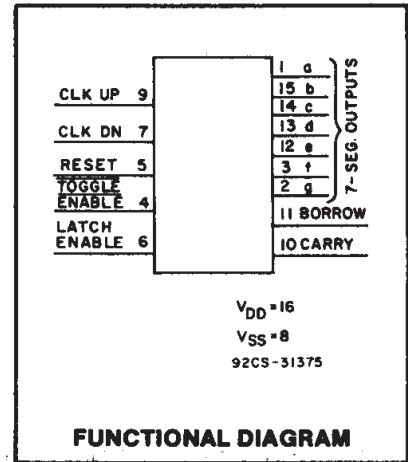 CLK UP 9
CLK DN 7
RESET 5
TOGGLE
ENABLE 4
LATCH
ENABLE 6
1 a
15 b
14 c
13 d
12 e
3 f
2 g
7-SEG. OUTPUTS
11 BORROW
10 CARRY
VDD=16
VSS=8
92CS-31375
FUNCTIONAL DIAGRAM